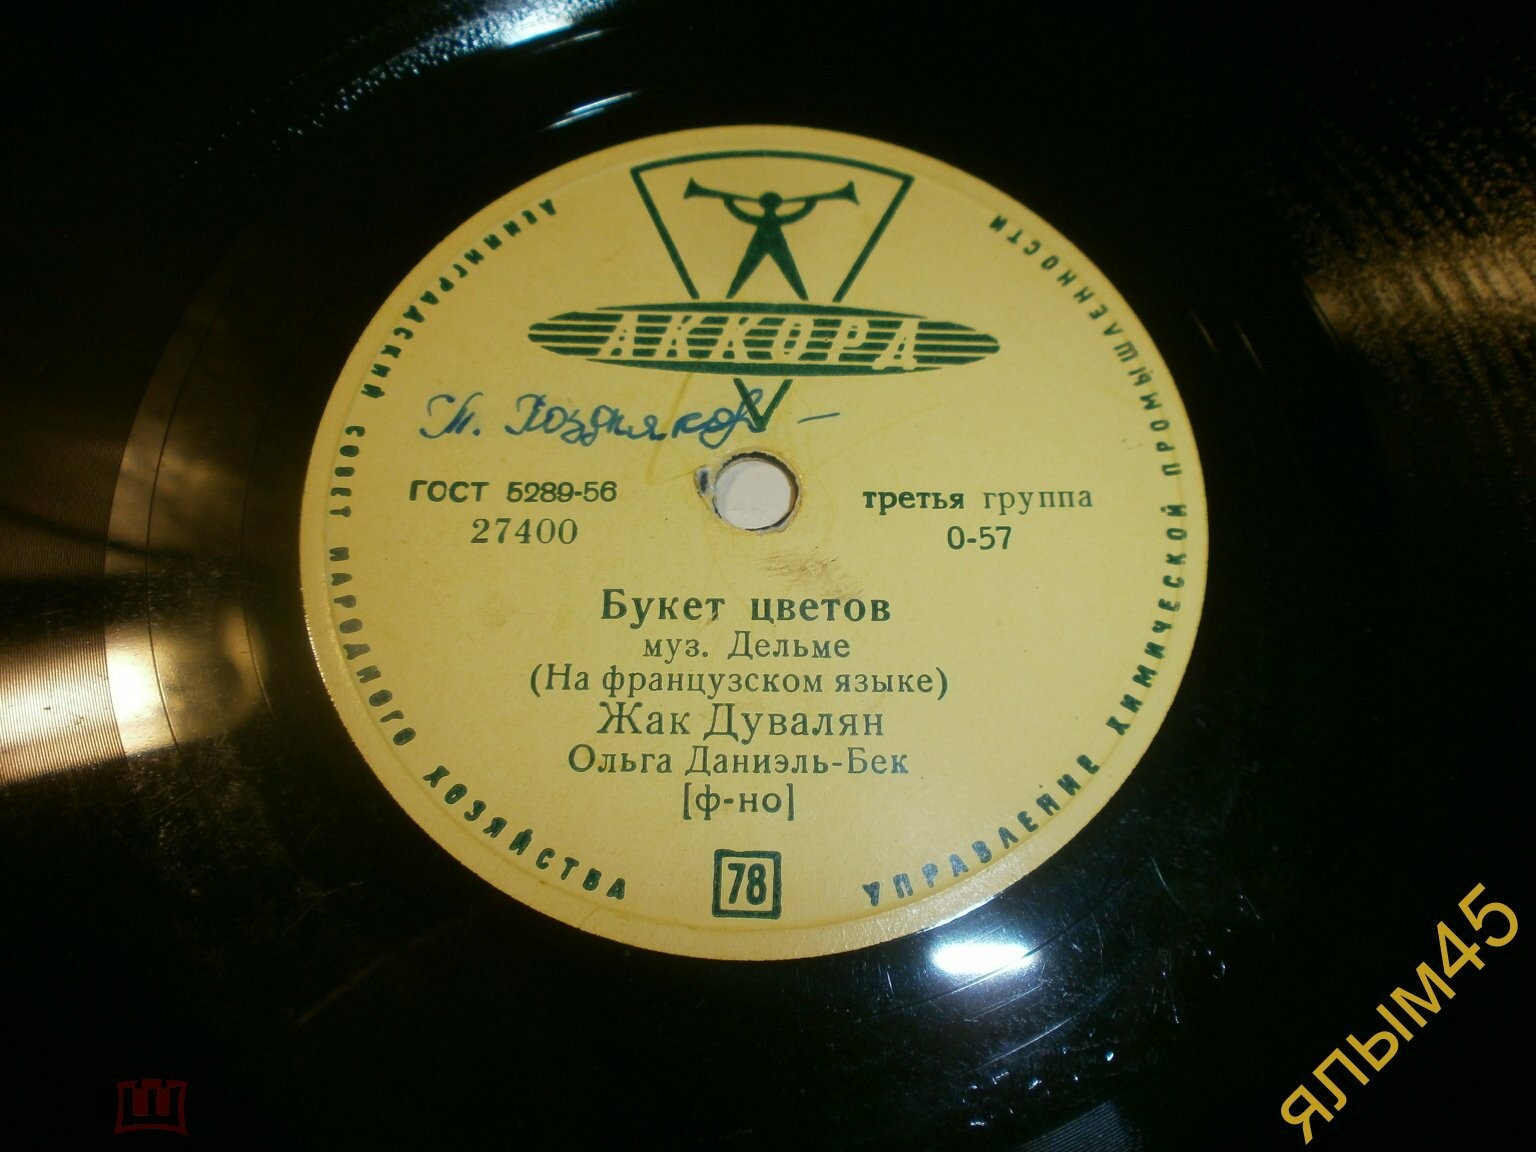 АККОРД
ЛЕНИНГРАДСКИЙ СОВЕТ НАРОДНОГО ХОЗЯЙСТВА
УПРАВЛЕНИЕ ХИМИЧЕСКОЙ ПРОМЫШЛЕННОСТИ
ГОСТ 5289-56
27400
третья группа
0-57
Букет цветов
муз. Дельме
(На французском языке)
Жак Дувалян
Ольга Даниэль-Бек
[ф-но]
78
ЯЛЫМ45